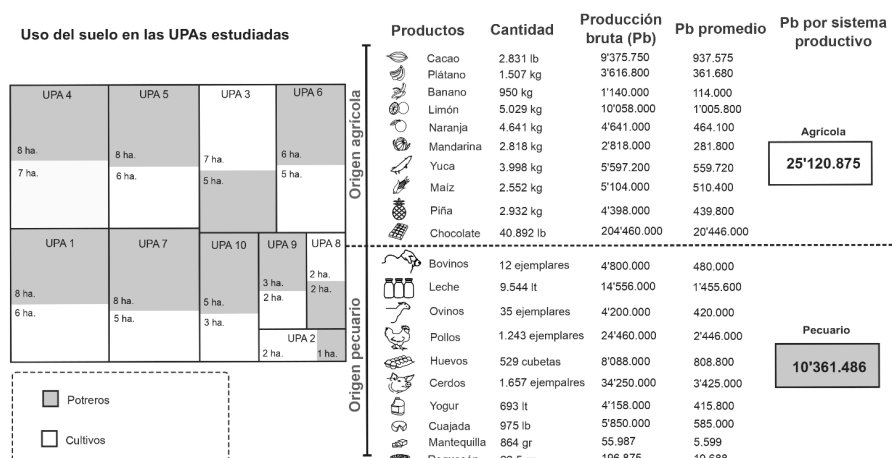 Uso del suelo en las UPAs estudiadas
UPA 4
8 ha.
7 ha.
UPA 5
8 ha.
6 ha.
UPA 3
7 ha.
5 ha.
UPA 6
6 ha.
5 ha.
UPA 1
8 ha.
6 ha.
UPA 7
8 ha.
5 ha.
UPA 10
5 ha.
3 ha.
UPA 9
3 ha.
2 ha.
UPA 8
2 ha.
2 ha.
UPA 2
2 ha.
1 ha.
Potreros
Cultivos
Origen agrícola
Origen pecuario
Productos Cantidad Producción bruta (Pb) Pb promedio Pb por sistema productivo
Cacao 2.831 lb 9'375.750 937.575
Plátano 1.507 kg 3'616.800 361.680
Banano 950 kg 1'140.000 114.000
Limón 5.029 kg 10'058.000 1'005.800
Naranja 4.641 kg 4'641.000 464.100
Mandarina 2.818 kg 2'818.000 281.800
Yuca 3.998 kg 5'597.200 559.720
Maíz 2.552 kg 5'104.000 510.400
Piña 2.932 kg 4'398.000 439.800
Chocolate 40.892 lb 204'460.000 20'446.000
Agrícola
25'120.875
Bovinos 12 ejemplares 4'800.000 480.000
Leche 9.544 lt 14'556.000 1'455.600
Ovinos 35 ejemplares 4'200.000 420.000
Pollos 1.243 ejemplares 24'460.000 2'446.000
Huevos 529 cubetas 8'088.000 808.800
Cerdos 1.657 ejempalres 34'250.000 3'425.000
Yogur 693 lt 4'158.000 415.800
Cuajada 975 lb 5'850.000 585.000
Mantequilla 864 gr 55.987 5.599
Pecuario
10'361.486